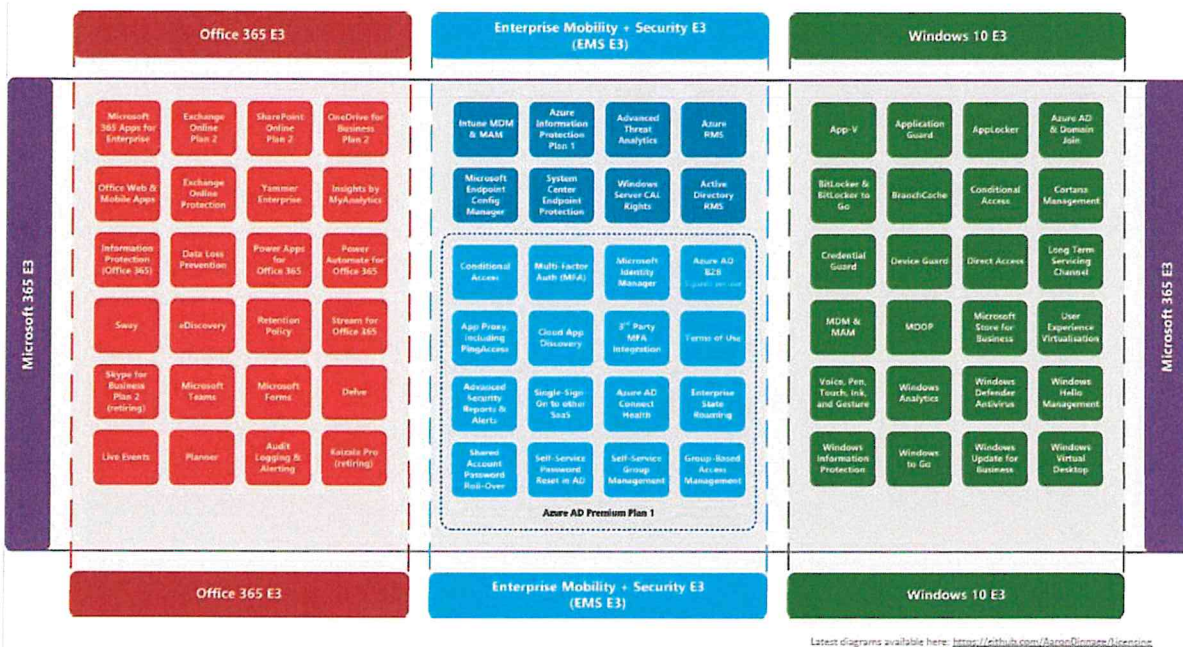 Office 365 E3
Enterprise Mobility + Security E3
(EMS E3)
Windows 10 E3
Microsoft 365 E3
Microsoft
365 Apps for
Enterprise
Exchange
Online
Plan 2
SharePoint
Online
Plan 2
OneDrive for
Business
Plan 2
Office Web &
Mobile Apps
Exchange
Online
Protection
Yammer
Enterprise
Insights by
MyAnalytics
Information
Protection
(Office 365)
Data Loss
Prevention
Power Apps
for
Office 365
Power
Automate for
Office 365
Sway
eDiscovery
Retention
Policy
Stream for
Office 365
Skype for
Business
Plan 2
(retiring)
Microsoft
Teams
Microsoft
Forms
Delve
Live Events
Planner
Audit
Logging &
Alerting
Kaizala Pro
(retiring)
Intune MDM
& MAM
Azure
Information
Protection
Plan 1
Advanced
Threat
Analytics
Azure
RMS
Microsoft
Endpoint
Config
Manager
System
Center
Endpoint
Protection
Windows
Server CAL
Rights
Active
Directory
RMS
Conditional
Access
Multi-Factor
Auth (MFA)
Microsoft
Identity
Manager
Azure AD
B2B
App Proxy,
including
PingAccess
Cloud App
Discovery
3rd Party
MFA
Integration
Terms of Use
Advanced
Security
Reports &
Alerts
Single-Sign-
On to other
SaaS
Azure AD
Connect
Health
Enterprise
State
Roaming
Shared
Account
Password
Roll-Over
Self-Service
Password
Reset in AD
Self-Service
Group
Management
Group-Based
Access
Management
Azure AD Premium Plan 1
App-V
Application
Guard
AppLocker
Azure AD
& Domain
Join
BitLocker &
BitLocker to
Go
BranchCache
Conditional
Access
Cortana
Management
Credential
Guard
Device Guard
Direct Access
Long Term
Servicing
Channel
MDM &
MAM
MDOP
Microsoft
Store for
Business
User
Experience
Virtualisation
Voice, Pen,
Touch, Ink,
and Gesture
Windows
Analytics
Windows
Defender
Antivirus
Windows
Hello
Management
Windows
Information
Protection
Windows
to Go
Windows
Update for
Business
Windows
Virtual
Desktop
Microsoft 365 E3
Office 365 E3
Enterprise Mobility + Security E3
(EMS E3)
Windows 10 E3
Latest diagrams available here: https://github.com/AaronDinnage/Licensing